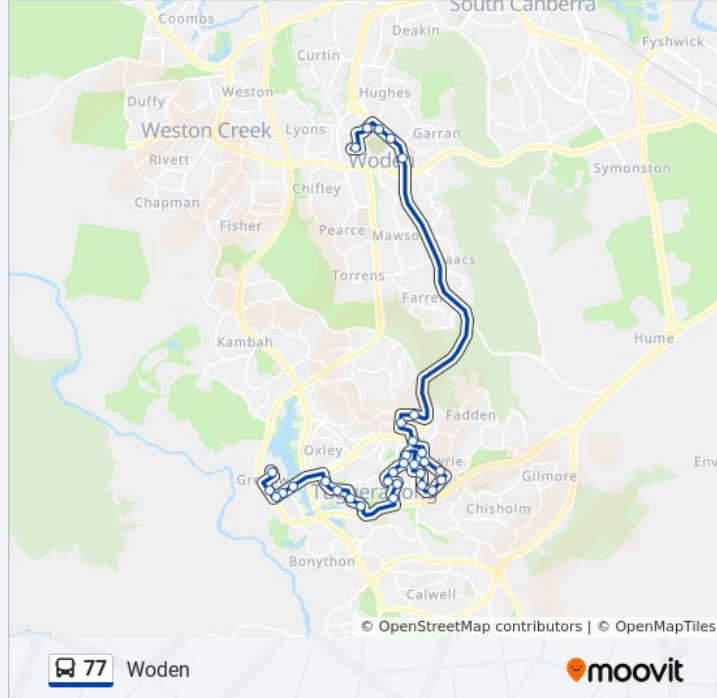 South Canberra
Coombs
Deakin
Fyshwick
Curtin
Weston
Hughes
Duffy
Weston Creek
Lyons
Garran
Rivett
Woden
Symonston
Chifley
Chapman
Fisher
Pearce
Mawson
Isaacs
Torrens
Farrer
Hume
Kambah
Fadden
Oxley
Gilmore
Tuggeranong
Chisholm
Bonython
Calwell
© OpenStreetMap contributors | © OpenMapTiles
77 Woden
moovit